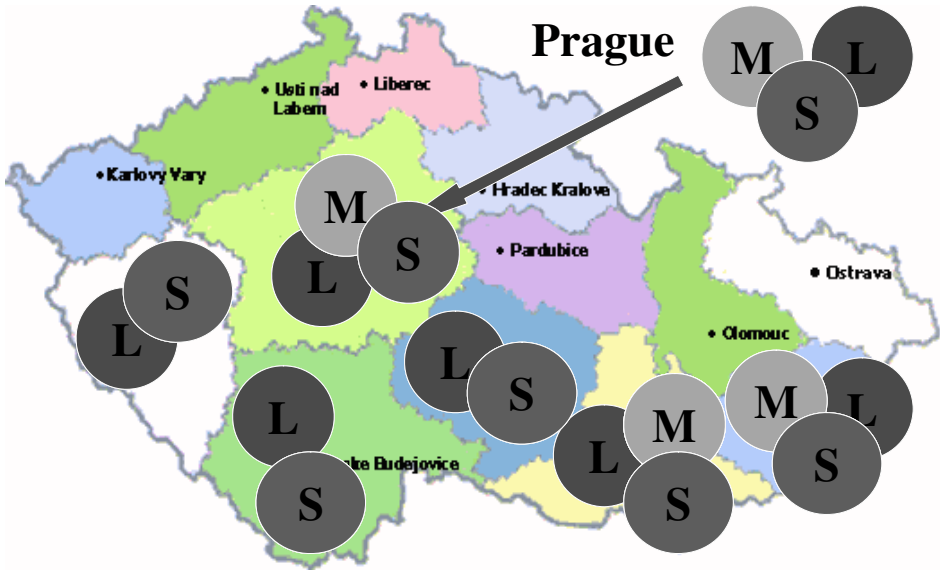 Prague
M
L
S
Usti nad
Labem
Liberec
Karlovy Vary
Hradec Kralove
M
S
L
Pardubice
S
L
Ostrava
Olomouc
L
S
L
S
ske Budejovice
L
M
S
M
L
S